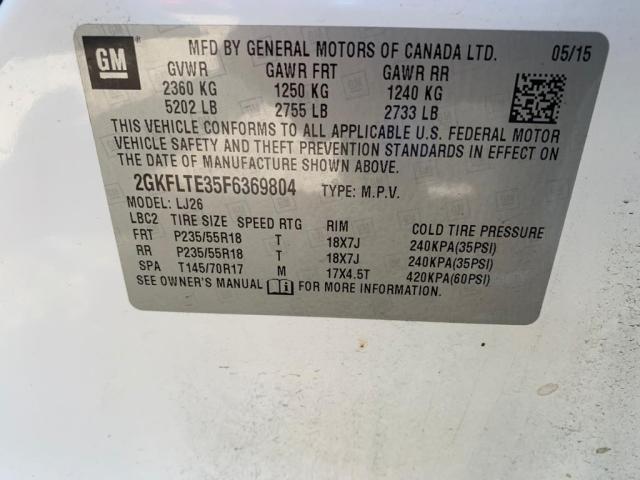 GM
MFD BY GENERAL MOTORS OF CANADA LTD. 05/15
GVWR GAWR FRT GAWR RR
2360 KG 1250 KG 1240 KG
5202 LB 2755 LB 2733 LB
THIS VEHICLE CONFORMS TO ALL APPLICABLE U.S. FEDERAL MOTOR
VEHICLE SAFETY AND THEFT PREVENTION STANDARDS IN EFFECT ON
THE DATE OF MANUFACTURE SHOWN ABOVE.
2GKFLTE35F6369804 TYPE: M.P.V.
MODEL: LJ26
LBC2 TIRE SIZE SPEED RTG RIM COLD TIRE PRESSURE
FRT P235/55R18 T 18X7J 240KPA(35PSI)
RR P235/55R18 T 18X7J 240KPA(35PSI)
SPA T145/70R17 M 17X4.5T 420KPA(60PSI)
SEE OWNER'S MANUAL FOR MORE INFORMATION.